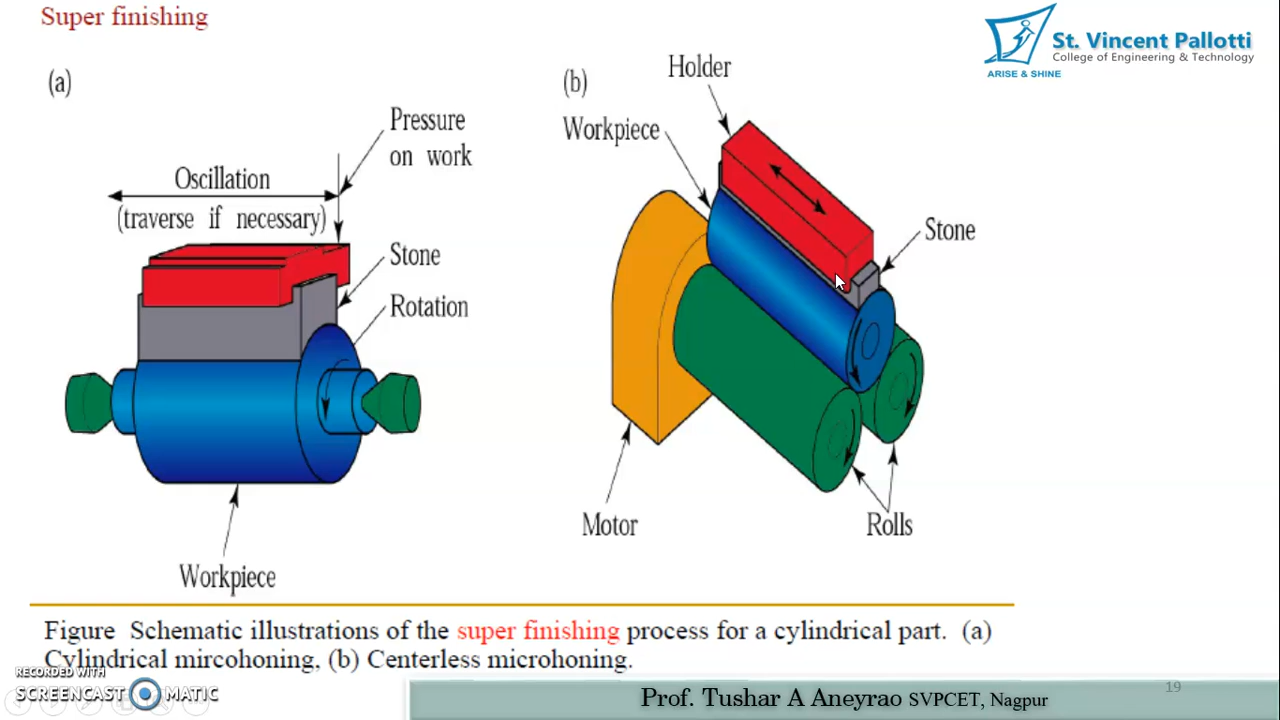 Super finishing
St. Vincent Pallotti
College of Engineering & Technology
ARISE & SHINE
(a)
Pressure
on work
Oscillation
(traverse if necessary)
Stone
Rotation
Workpiece
(b)
Holder
Workpiece
Stone
Motor
Rolls
Figure Schematic illustrations of the super finishing process for a cylindrical part. (a)
Cylindrical mircohoning, (b) Centerless microhoning.
RECORDED WITH
SCREENCAST MATIC
Prof. Tushar A Aneyrao SVPCET, Nagpur
19